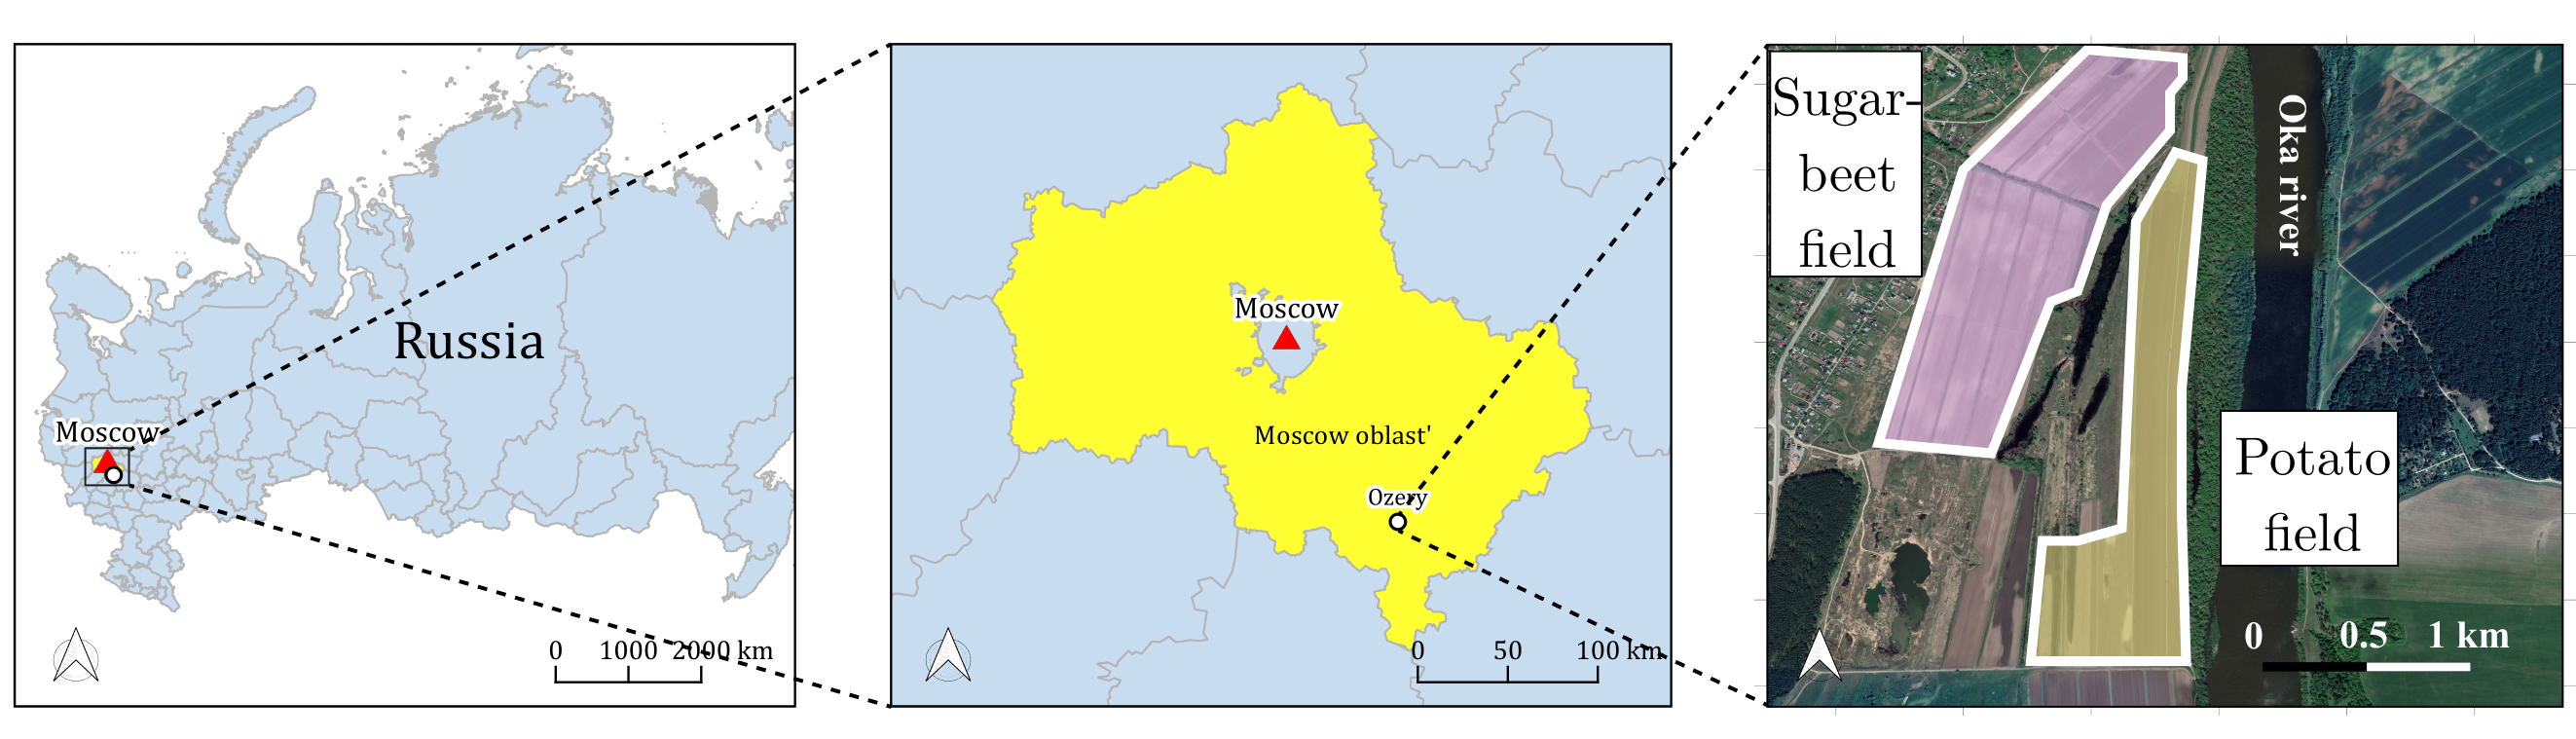 Russia
Moscow
0 1000 2000 km
Moscow
Moscow oblast'
Ozery
0 50 100 km
Sugar-
beet
field
Oka river
Potato
field
0 0.5 1 km